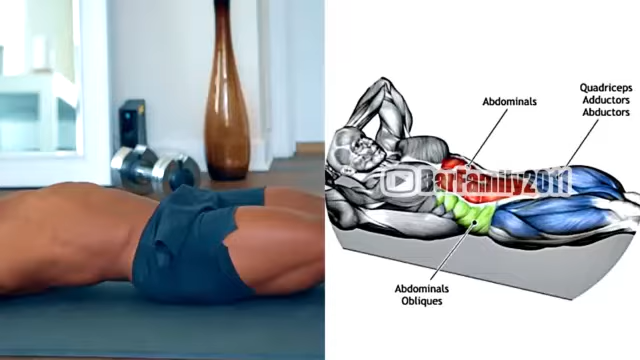 Abdominals
Quadriceps
Adductors
Abductors
BarFamily2011
Abdominals
Obliques